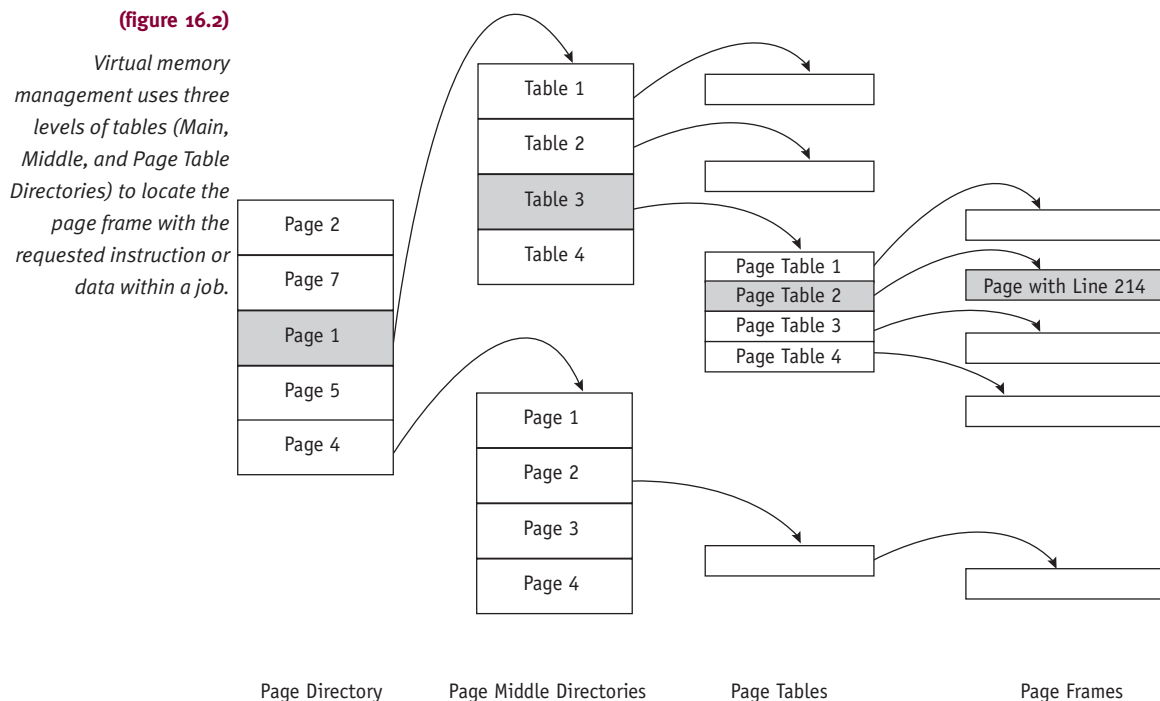 (figure 16.2)
Virtual memory
management uses three
levels of tables (Main,
Middle, and Page Table
Directories) to locate the
page frame with the
requested instruction or
data within a job.
Page 2
Page 7
Page 1
Page 5
Page 4
Table 1
Table 2
Table 3
Table 4
Page 1
Page 2
Page 3
Page 4
Page Table 1
Page Table 2
Page Table 3
Page Table 4
Page with Line 214
Page Directory
Page Middle Directories
Page Tables
Page Frames